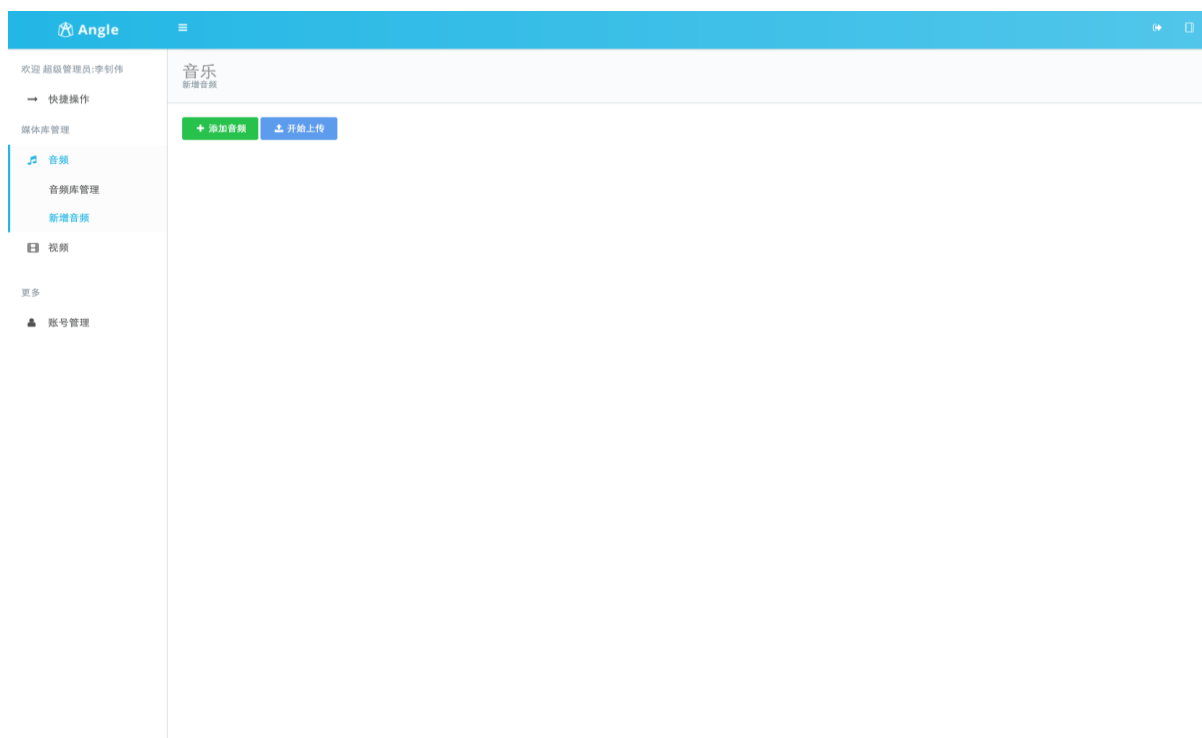 Angle
欢迎 超级管理员:李钊伟
快捷操作
媒体库管理
音频
音频库管理
新增音频
视频
更多
账号管理
音乐
新增音频
添加音频 开始上传